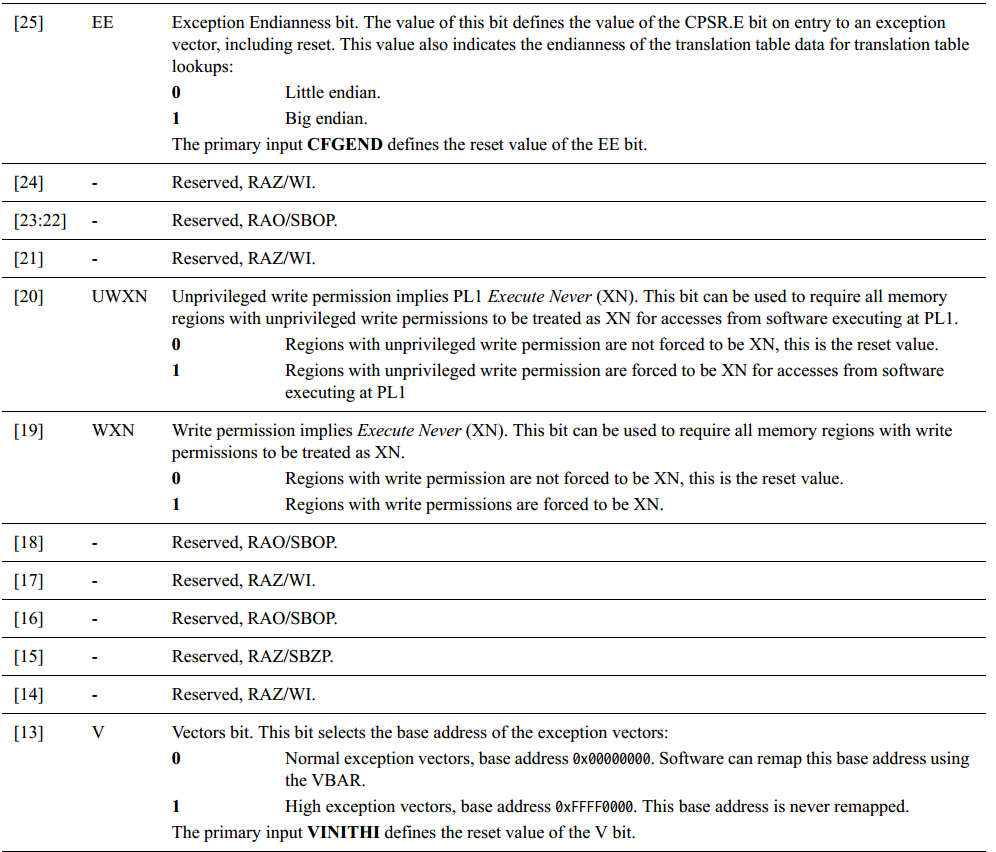 [25] EE Exception Endianness bit. The value of this bit defines the value of the CPSR.E bit on entry to an exception
vector, including reset. This value also indicates the endianness of the translation table data for translation table
lookups:
0 Little endian.
1 Big endian.
The primary input CFGEND defines the reset value of the EE bit.
[24] - Reserved, RAZ/WI.
[23:22] - Reserved, RAO/SBOP.
[21] - Reserved, RAZ/WI.
[20] UWXN Unprivileged write permission implies PL1 Execute Never (XN). This bit can be used to require all memory
regions with unprivileged write permissions to be treated as XN for accesses from software executing at PL1.
0 Regions with unprivileged write permission are not forced to be XN, this is the reset value.
1 Regions with unprivileged write permission are forced to be XN for accesses from software
executing at PL1
[19] WXN Write permission implies Execute Never (XN). This bit can be used to require all memory regions with write
permissions to be treated as XN.
0 Regions with write permission are not forced to be XN, this is the reset value.
1 Regions with write permissions are forced to be XN.
[18] - Reserved, RAO/SBOP.
[17] - Reserved, RAZ/WI.
[16] - Reserved, RAO/SBOP.
[15] - Reserved, RAZ/SBZP.
[14] - Reserved, RAZ/WI.
[13] V Vectors bit. This bit selects the base address of the exception vectors:
0 Normal exception vectors, base address 0x00000000. Software can remap this base address using
the VBAR.
1 High exception vectors, base address 0xFFFF0000. This base address is never remapped.
The primary input VINITHI defines the reset value of the V bit.